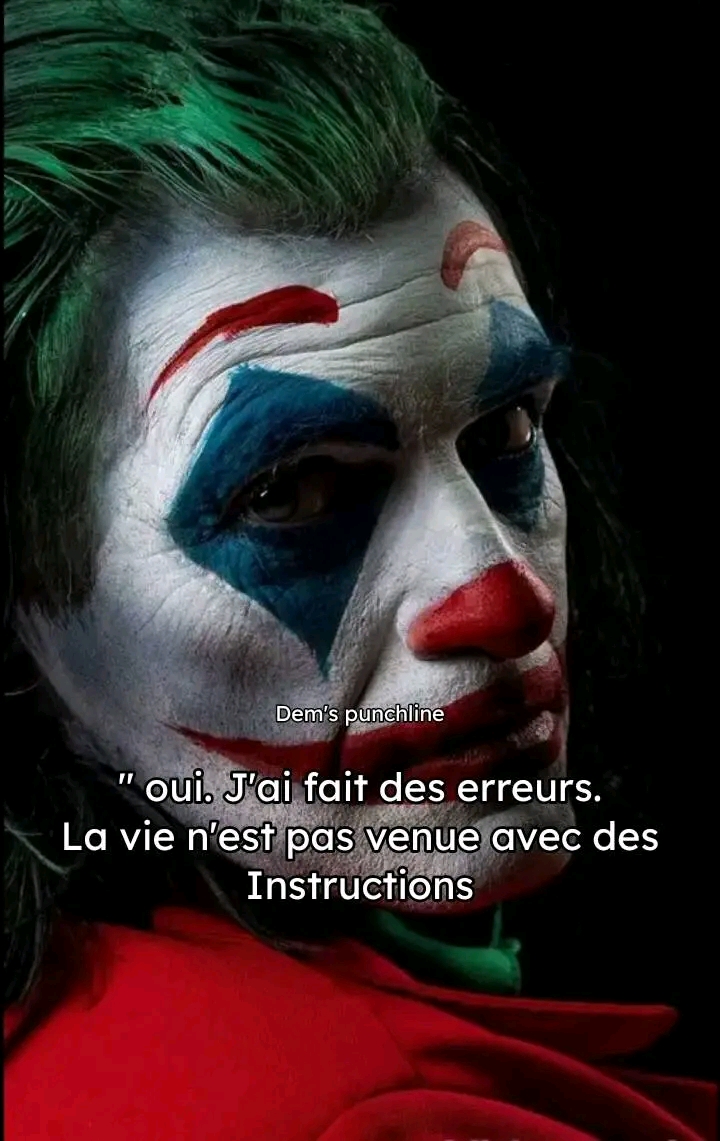 Dem's punchline
" oui. J'ai fait des erreurs.
La vie n'est pas venue avec des
Instructions